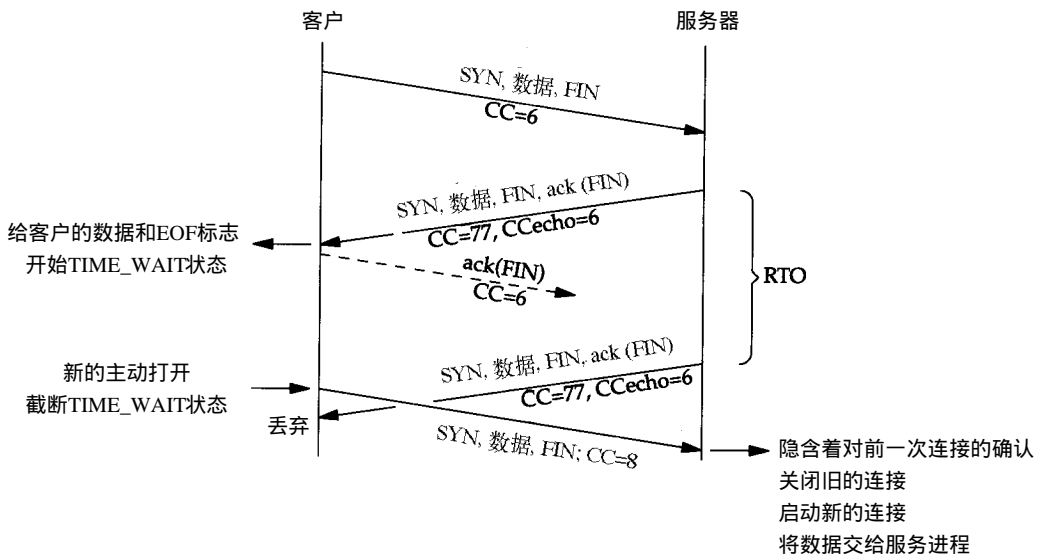 客户
服务器
SYN, 数据, FIN
CC=6
SYN, 数据, FIN, ack (FIN)
CC=77, CCecho=6
给客户的数据和EOF标志
开始TIME_WAIT状态
ack(FIN)
CC=6
RTO
SYN, 数据, FIN, ack (FIN)
CC=77, CCecho=6
新的主动打开
截断TIME_WAIT状态
丢弃
SYN, 数据, FIN; CC=8
隐含着对前一次连接的确认
关闭旧的连接
启动新的连接
将数据交给服务进程